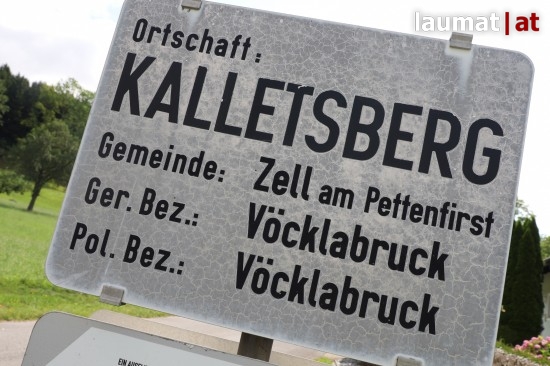 laumat|at
Ortschaft:
KALLETSBERG
Gemeinde: Zell am Pettenfirst
Ger. Bez.: Vöcklabruck
Pol. Bez.: Vöcklabruck